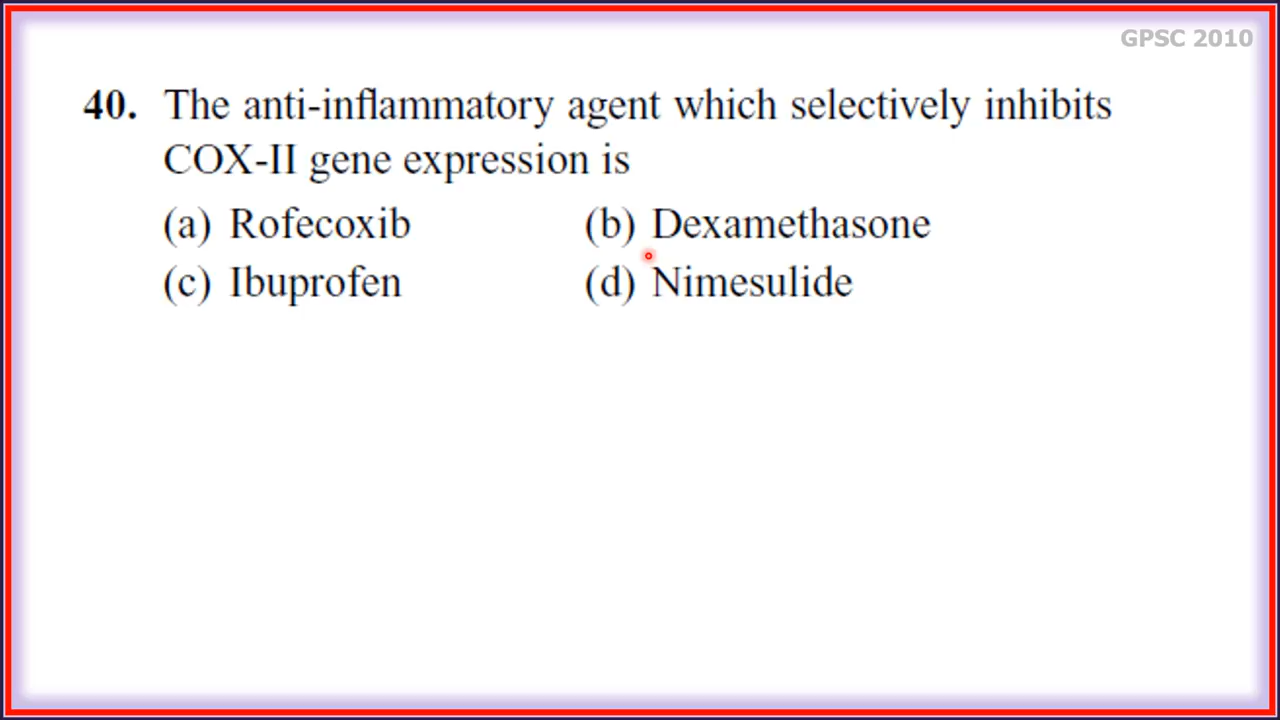 GPSC 2010
40. The anti-inflammatory agent which selectively inhibits
COX-II gene expression is
(a) Rofecoxib (b) Dexamethasone
(c) Ibuprofen (d) Nimesulide